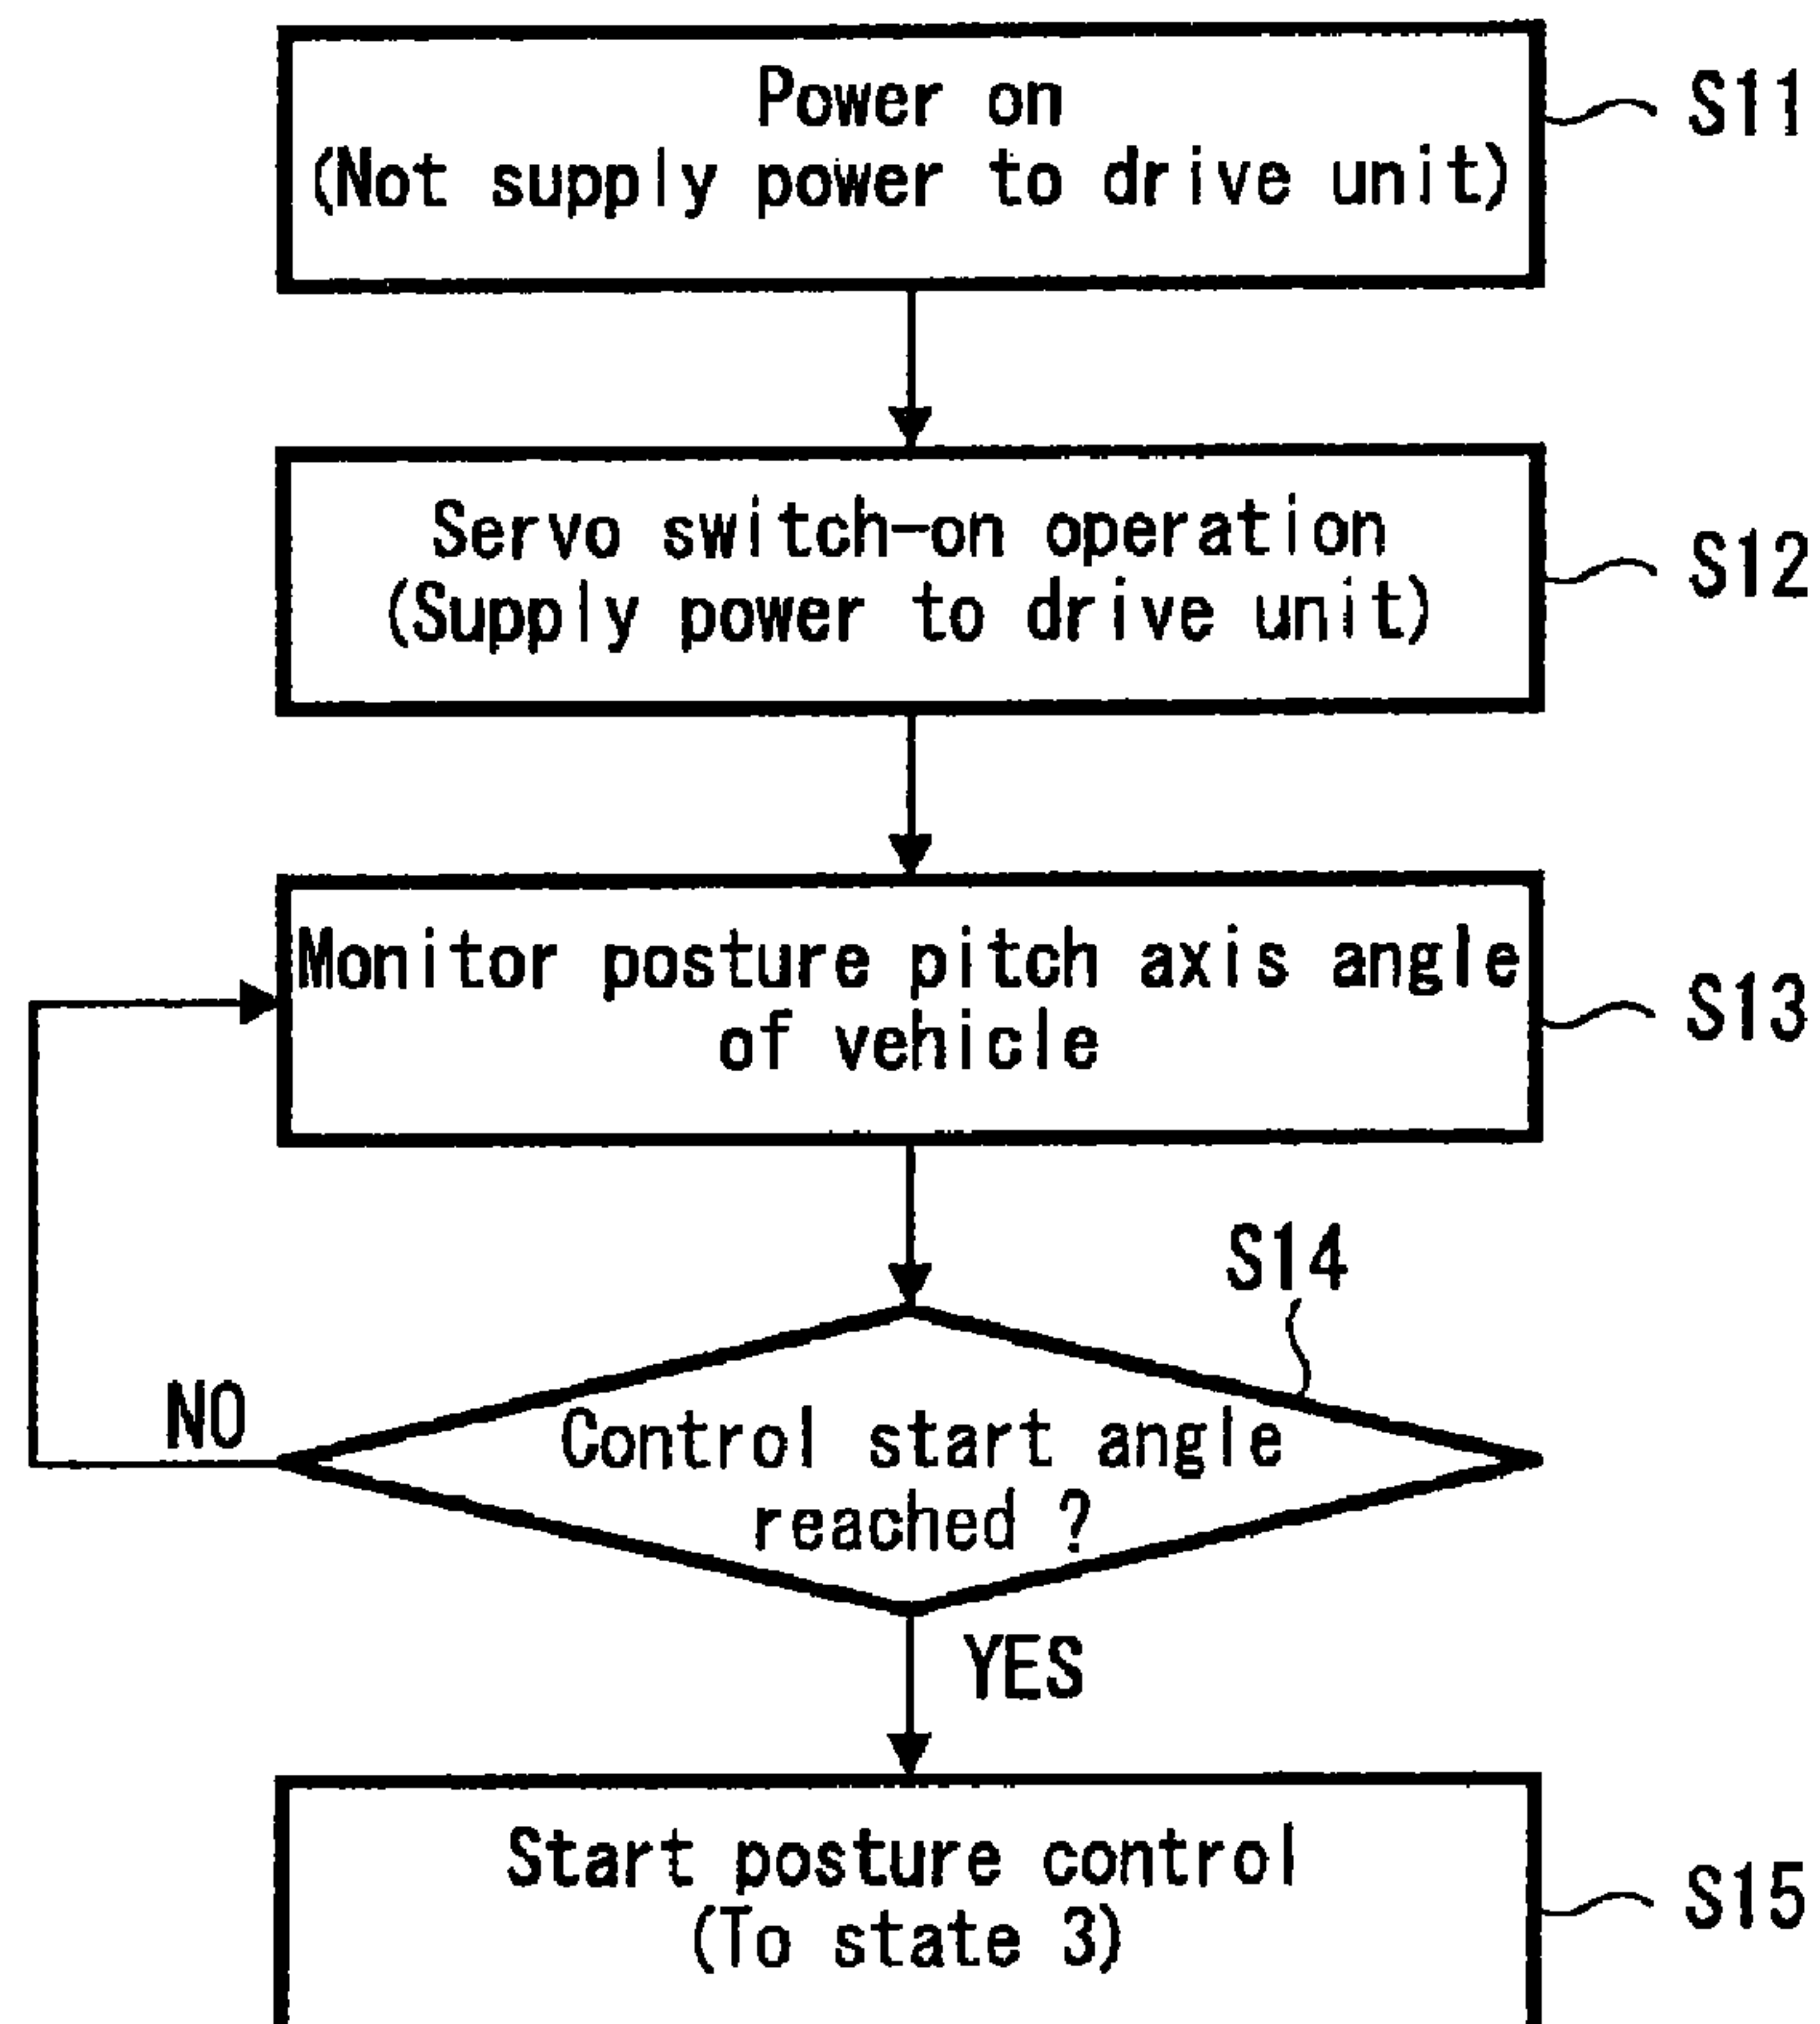 Power on
(Not supply power to drive unit)
S11
Servo switch-on operation
(Supply power to drive unit)
S12
Monitor posture pitch axis angle
of vehicle
S13
S14
NO
Control start angle
reached ?
YES
Start posture control
(To state 3)
S15